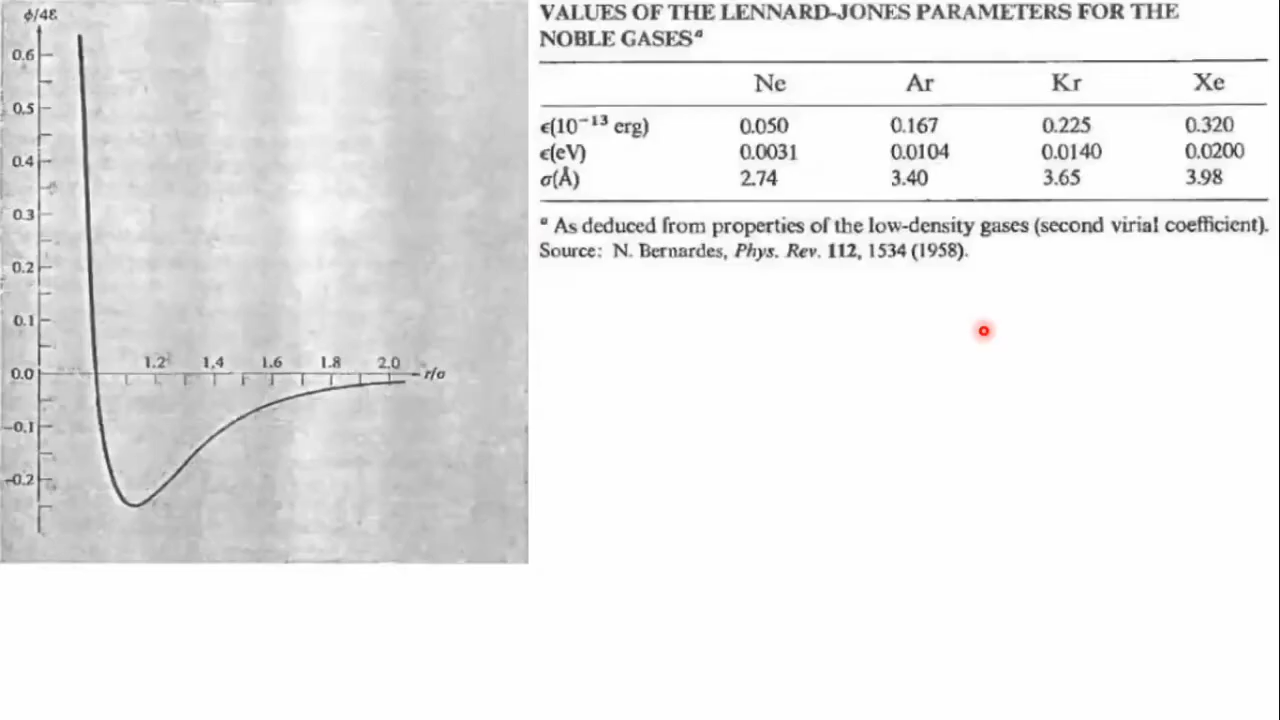 ϕ/4ε
0.6
0.5
0.4
0.3
0.2
0.1
0.0
-0.1
-0.2
1.2 1.4 1.6 1.8 2.0
r/σ
VALUES OF THE LENNARD-JONES PARAMETERS FOR THE
NOBLE GASESᵃ
Ne Ar Kr Xe
ϵ(10⁻¹³ erg) 0.050 0.167 0.225 0.320
ϵ(eV) 0.0031 0.0104 0.0140 0.0200
σ(Å) 2.74 3.40 3.65 3.98
ᵃ As deduced from properties of the low-density gases (second virial coefficient).
Source: N. Bernardes, Phys. Rev. 112, 1534 (1958).